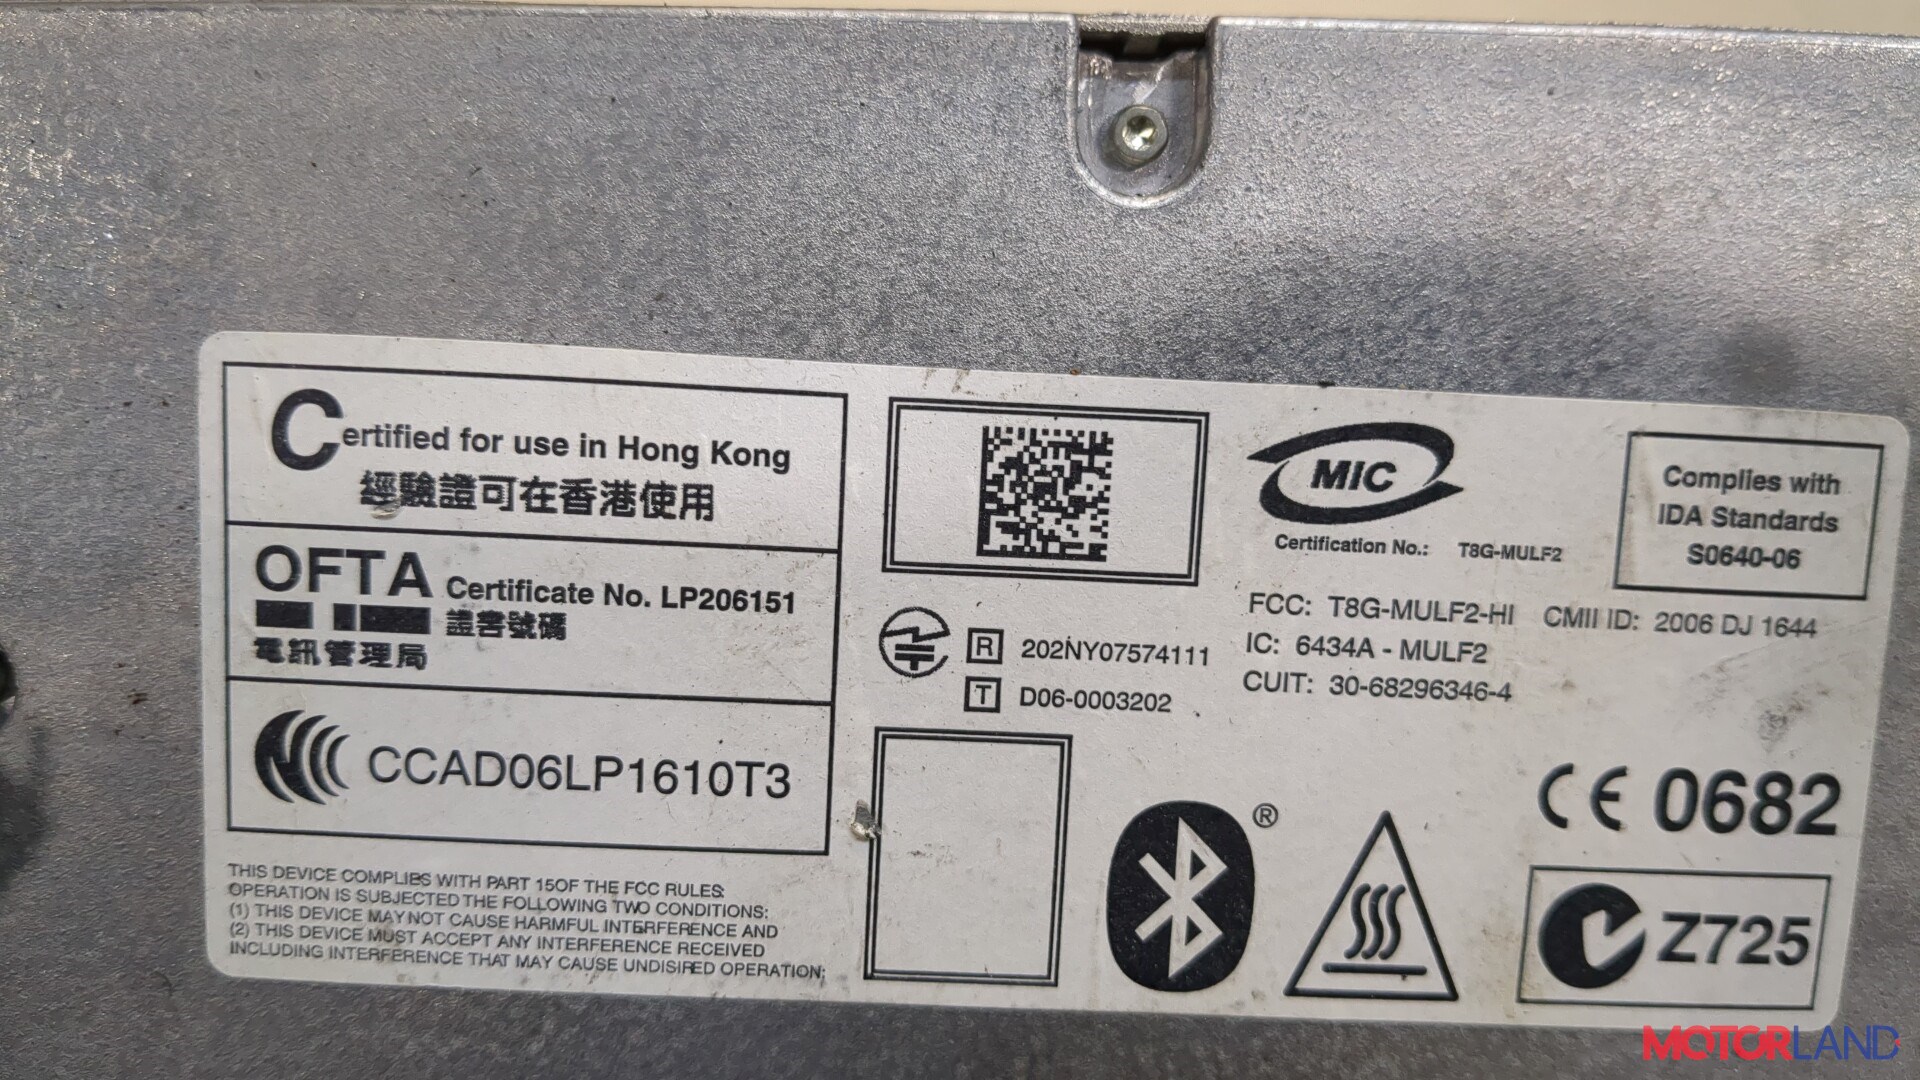 Certified for use in Hong Kong
經驗證可在香港使用
OFTA Certificate No. LP206151
證書號碼
電訊管理局
CCAD06LP1610T3
THIS DEVICE COMPLIES WITH PART 15OF THE FCC RULES:
OPERATION IS SUBJECTED THE FOLLOWING TWO CONDITIONS:
(1) THIS DEVICE MAY NOT CAUSE HARMFUL INTERFERENCE AND
(2) THIS DEVICE MUST ACCEPT ANY INTERFERENCE RECEIVED
INCLUDING INTERFERENCE THAT MAY CAUSE UNDISIRED OPERATION;
R 202NY07574111
T D06-0003202
MIC
Certification No.: T8G-MULF2
Complies with
IDA Standards
S0640-06
FCC: T8G-MULF2-HI CMII ID: 2006 DJ 1644
IC: 6434A - MULF2
CUIT: 30-68296346-4
®
CE 0682
Z725
MOTORLAND